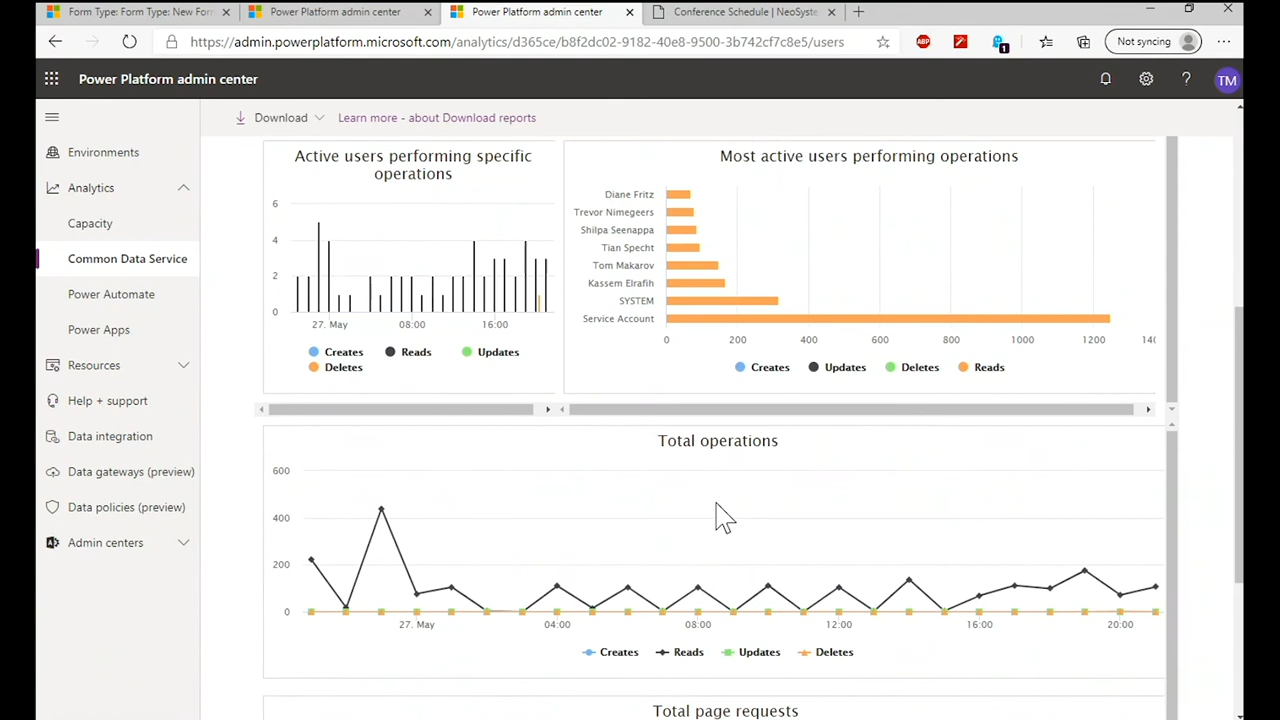 Form Type: Form Type: New For
Power Platform admin center
Power Platform admin center
Conference Schedule | NeoSyste
https://admin.powerplatform.microsoft.com/analytics/d365ce/b8f2dc02-9182-40e8-9500-3b742cf7c8e5/users
ABP
1
Not syncing
Power Platform admin center
TM
Download
Learn more - about Download reports
Environments
Analytics
Capacity
Common Data Service
Power Automate
Power Apps
Resources
Help + support
Data integration
Data gateways (preview)
Data policies (preview)
Admin centers
Active users performing specific
operations
6
4
2
0
27. May 08:00 16:00
Creates Reads Updates
Deletes
Most active users performing operations
Diane Fritz
Trevor Nimegeers
Shilpa Seenappa
Tian Specht
Tom Makarov
Kassem Elrafih
SYSTEM
Service Account
0 200 400 600 800 1000 1200 140
Creates Updates Deletes Reads
Total operations
600
400
200
0
27. May 04:00 08:00 12:00 16:00 20:00
Creates Reads Updates Deletes
Total page requests